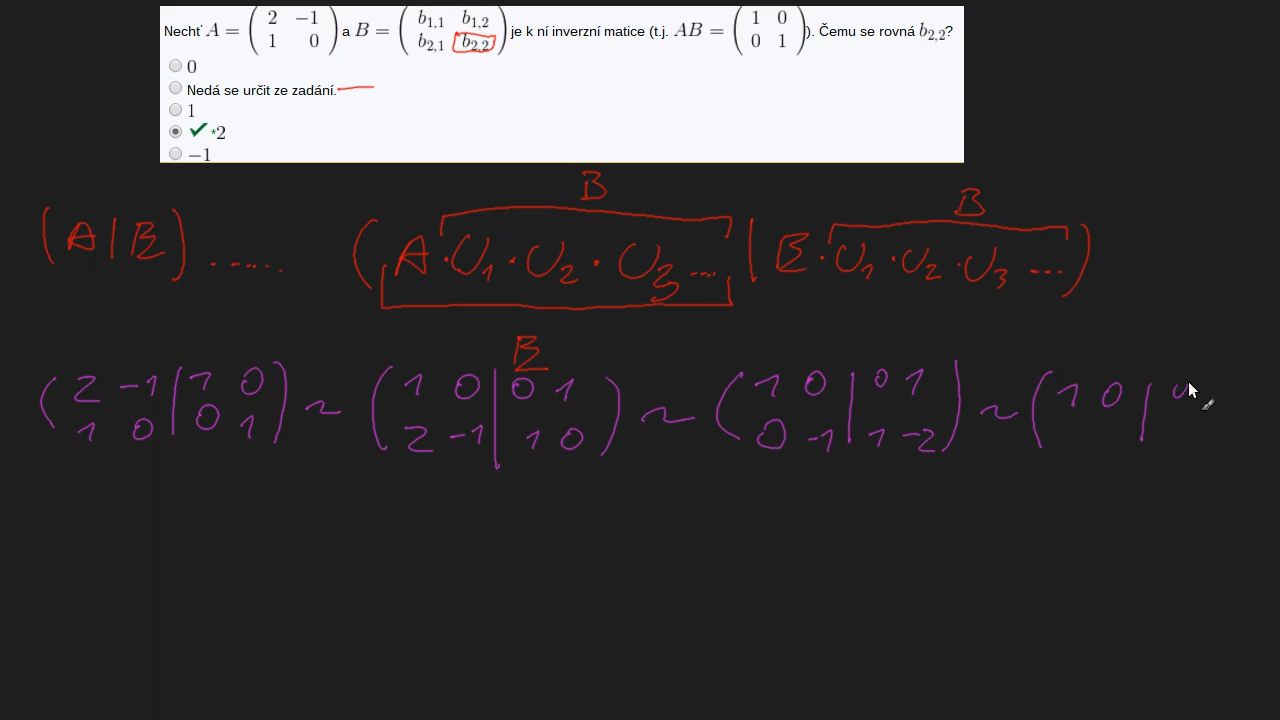 Nechť A = ( 2 −1 ; 1 0 ) a B = ( b1,1 b1,2 ; b2,1 b2,2 ) je k ní inverzní matice (t.j. AB = ( 1 0 ; 0 1 )). Čemu se rovná b2,2?
0
Nedá se určit ze zadání.
1
✔ *2
−1
B
B
(A|E) ...... (A·U1·U2·U3....|E·U1·U2·U3 ...)
B
( 2 -1 | 1 0 ~ ( 1 0 | 0 1 ~ ( 1 0 | 0 1 ~ ( 1 0 |
1 0 | 0 1 ) 2 -1 | 1 0 ) 0 -1 | 1 -2 )